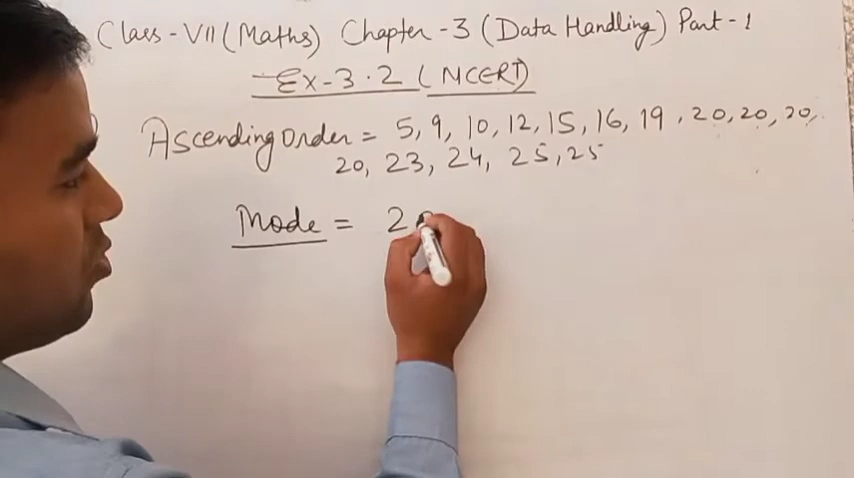 Class - VII (Maths) Chapter - 3 (Data Handling) Part - 1
Ex - 3.2 (NCERT)
Ascending Order = 5, 9, 10, 12, 15, 16, 19, 20, 20, 20,
20, 23, 24, 25, 25
Mode = 2